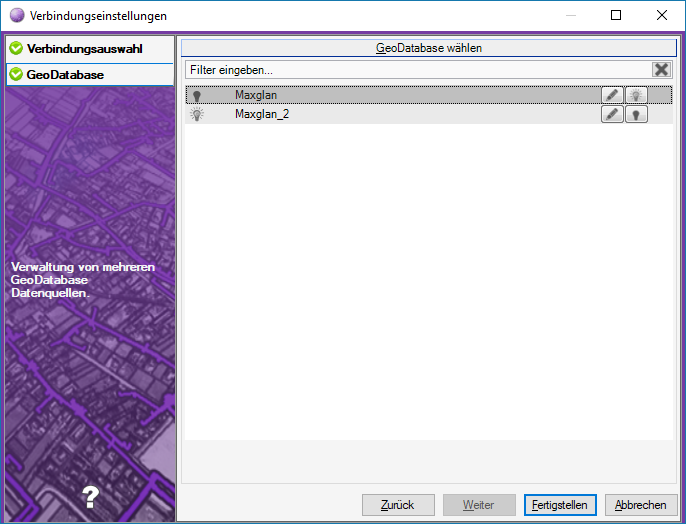 Verbindungseinstellungen
Verbindungsauswahl
GeoDatabase
Verwaltung von mehreren
GeoDatabase
Datenquellen.
?
GeoDatabase wählen
Filter eingeben...
Maxglan
Maxglan_2
Zurück
Weiter
Fertigstellen
Abbrechen